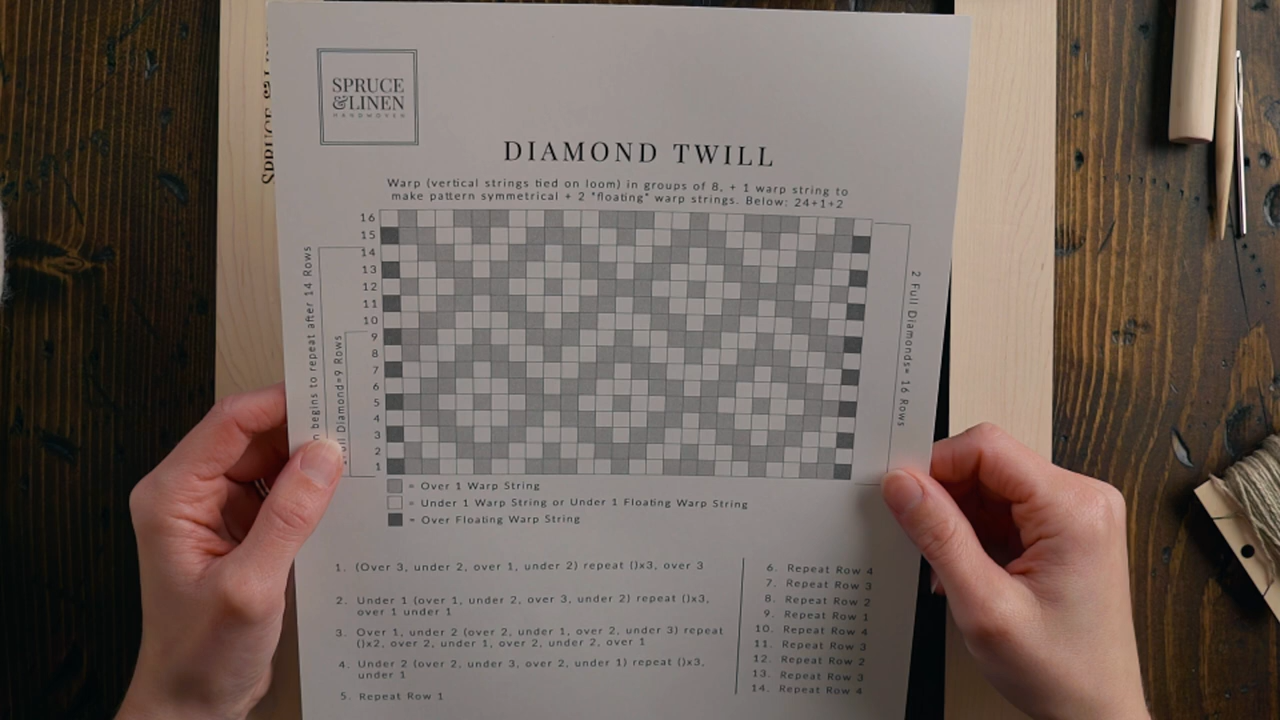 SPRUCE
&LINEN
HANDWOVEN
DIAMOND TWILL
Warp (vertical strings tied on loom) in groups of 8, + 1 warp string to
make pattern symmetrical + 2 "floating" warp strings. Below: 24+1+2
16
15
14
13
12
11
10
9
8
7
6
5
4
3
2
1
begins to repeat after 14 Rows
Diamond=9 Rows
2 Full Diamonds= 16 Rows
= Over 1 Warp String
= Under 1 Warp String or Under 1 Floating Warp String
= Over Floating Warp String
1. (Over 3, under 2, over 1, under 2) repeat ()x3, over 3
2. Under 1 (over 1, under 2, over 3, under 2) repeat ()x3,
over 1 under 1
3. Over 1, under 2 (over 2, under 1, over 2, under 3) repeat
()x2, over 2, under 1, over 2, under 2, over 1
4. Under 2 (over 2, under 3, over 2, under 1) repeat ()x3,
under 1
5. Repeat Row 1
6. Repeat Row 4
7. Repeat Row 3
8. Repeat Row 2
9. Repeat Row 1
10. Repeat Row 4
11. Repeat Row 3
12. Repeat Row 2
13. Repeat Row 3
14. Repeat Row 4
SPRUCE &